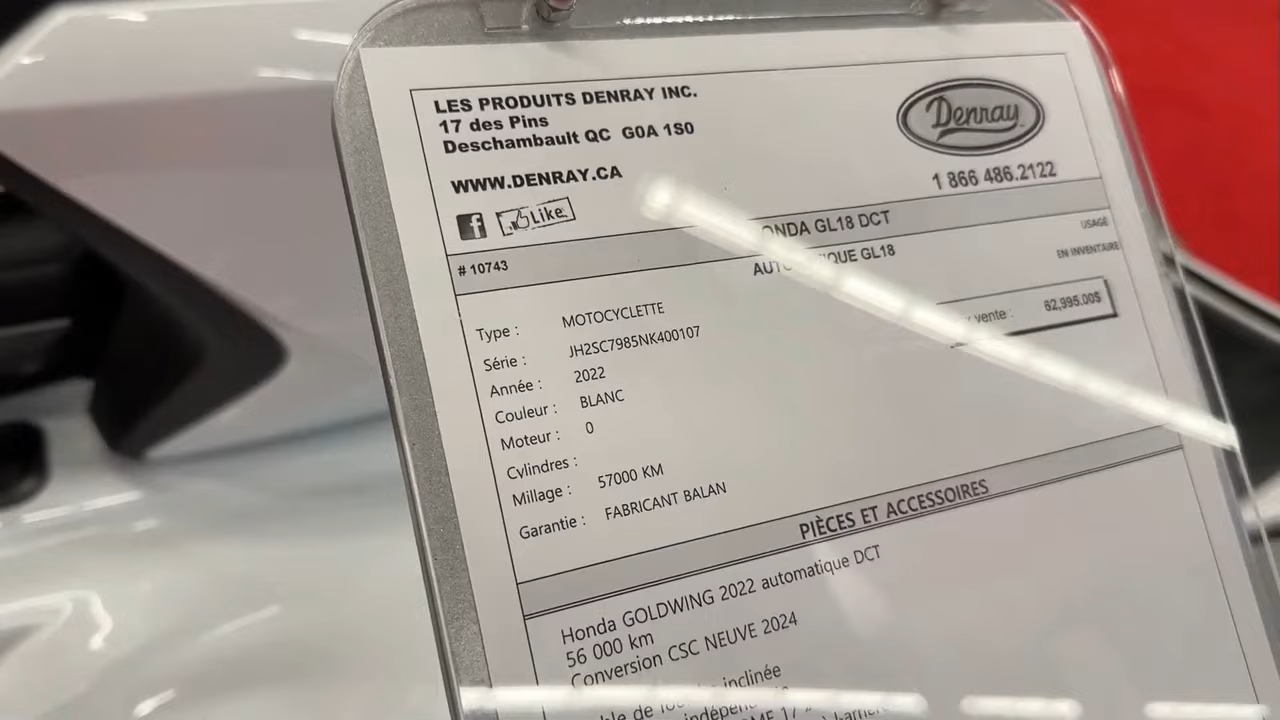 LES PRODUITS DENRAY INC.
17 des Pins
Deschambault QC G0A 1S0
WWW.DENRAY.CA
Denray
1 866 486.2122
f Like
ONDA GL18 DCT
USAGÉ
# 10743
GL18
EN INVENTAIRE
vente : 62,995.00$
Type : MOTOCYCLETTE
Série : JH2SC7985NK400107
Année : 2022
Couleur : BLANC
Moteur : 0
Cylindres :
Millage : 57000 KM
Garantie : FABRICANT BALAN
PIÈCES ET ACCESSOIRES
Honda GOLDWING 2022 automatique DCT
56 000 km
Conversion CSC NEUVE 2024
inclinée